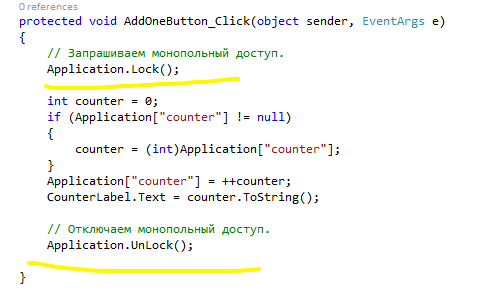 0 references
protected void AddOneButton_Click(object sender, EventArgs e)
{
// Запрашиваем монопольный доступ.
Application.Lock();
int counter = 0;
if (Application["counter"] != null)
{
counter = (int)Application["counter"];
}
Application["counter"] = ++counter;
CounterLabel.Text = counter.ToString();
// Отключаем монопольный доступ.
Application.UnLock();
}